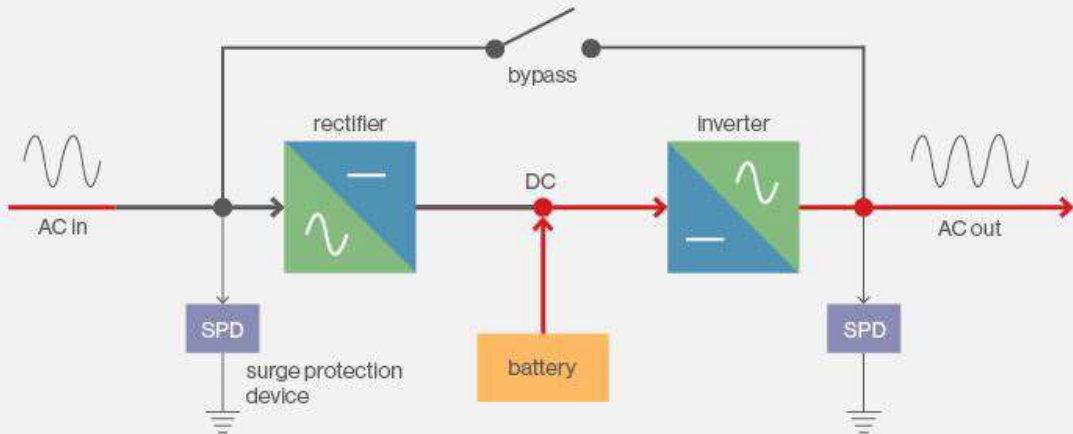 bypass
rectifier
inverter
DC
AC in
AC out
SPD
SPD
surge protection
device
battery